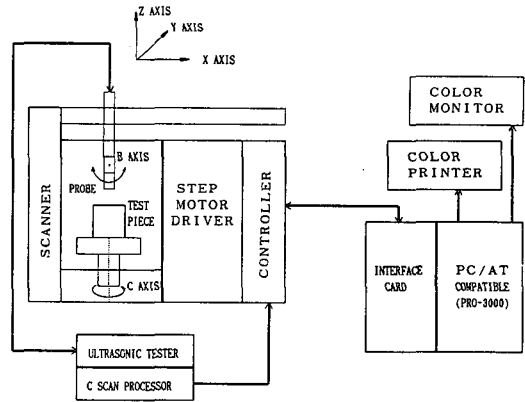 Z AXIS
Y AXIS
X AXIS
COLOR
MONITOR
B AXIS
COLOR
PRINTER
PROBE
SCANNER
TEST
PIECE
STEP
MOTOR
DRIVER
CONTROLLER
C AXIS
INTERFACE
CARD
PC/AT
COMPATIBLE
(PRO-3000)
ULTRASONIC TESTER
C SCAN PROCESSOR